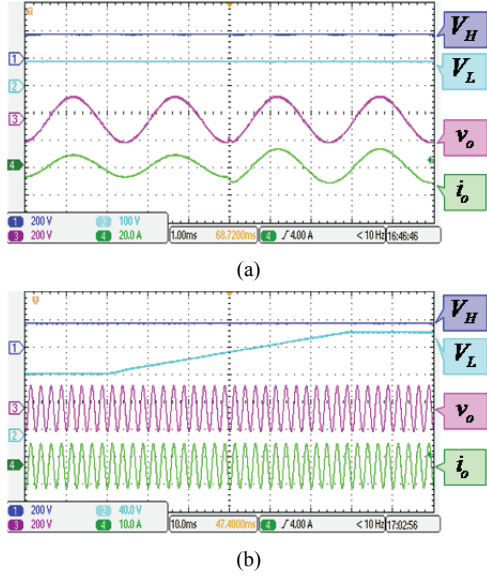 V_H
1
V_L
2
3
v_o
4
i_o
1 200 V 2 100 V
3 200 V 4 20.0 A 1.00ms 68.7200ms 4 ∫ 4.00 A < 10 Hz 16:46:46
(a)
V_H
1
V_L
3
v_o
2
4
i_o
1 200 V 2 40.0 V
3 200 V 4 10.0 A 10.0ms 47.4000ms 4 ∫ 4.00 A < 10 Hz 17:02:56
(b)